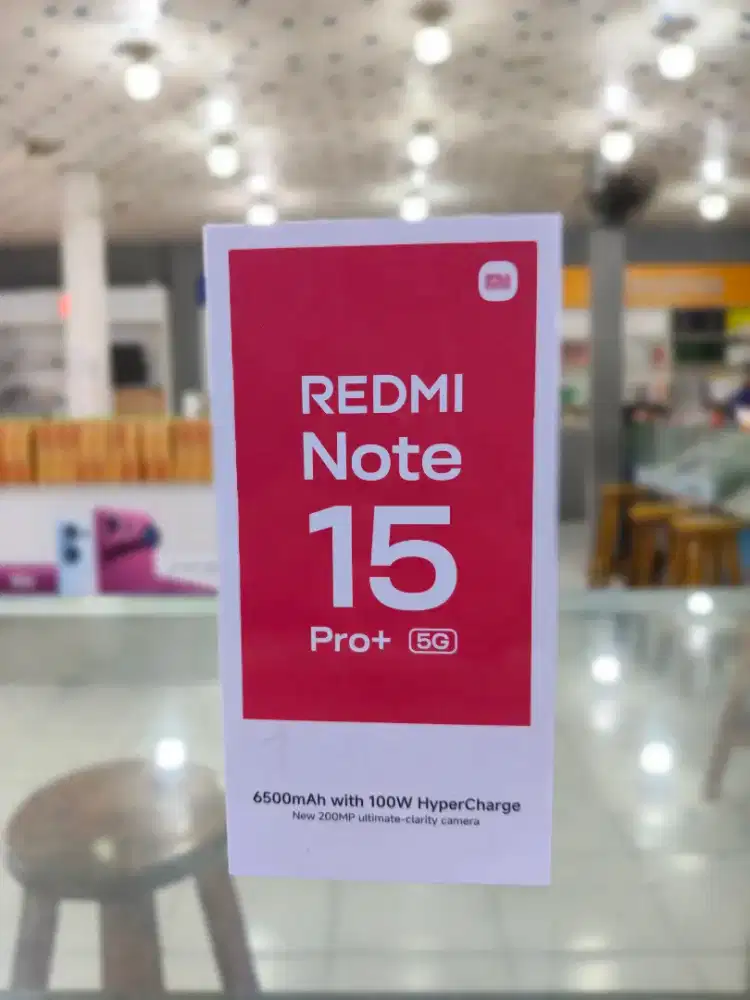 REDMI
Note
15
Pro+ 5G
6500mAh with 100W HyperCharge
New 200MP ultimate-clarity camera